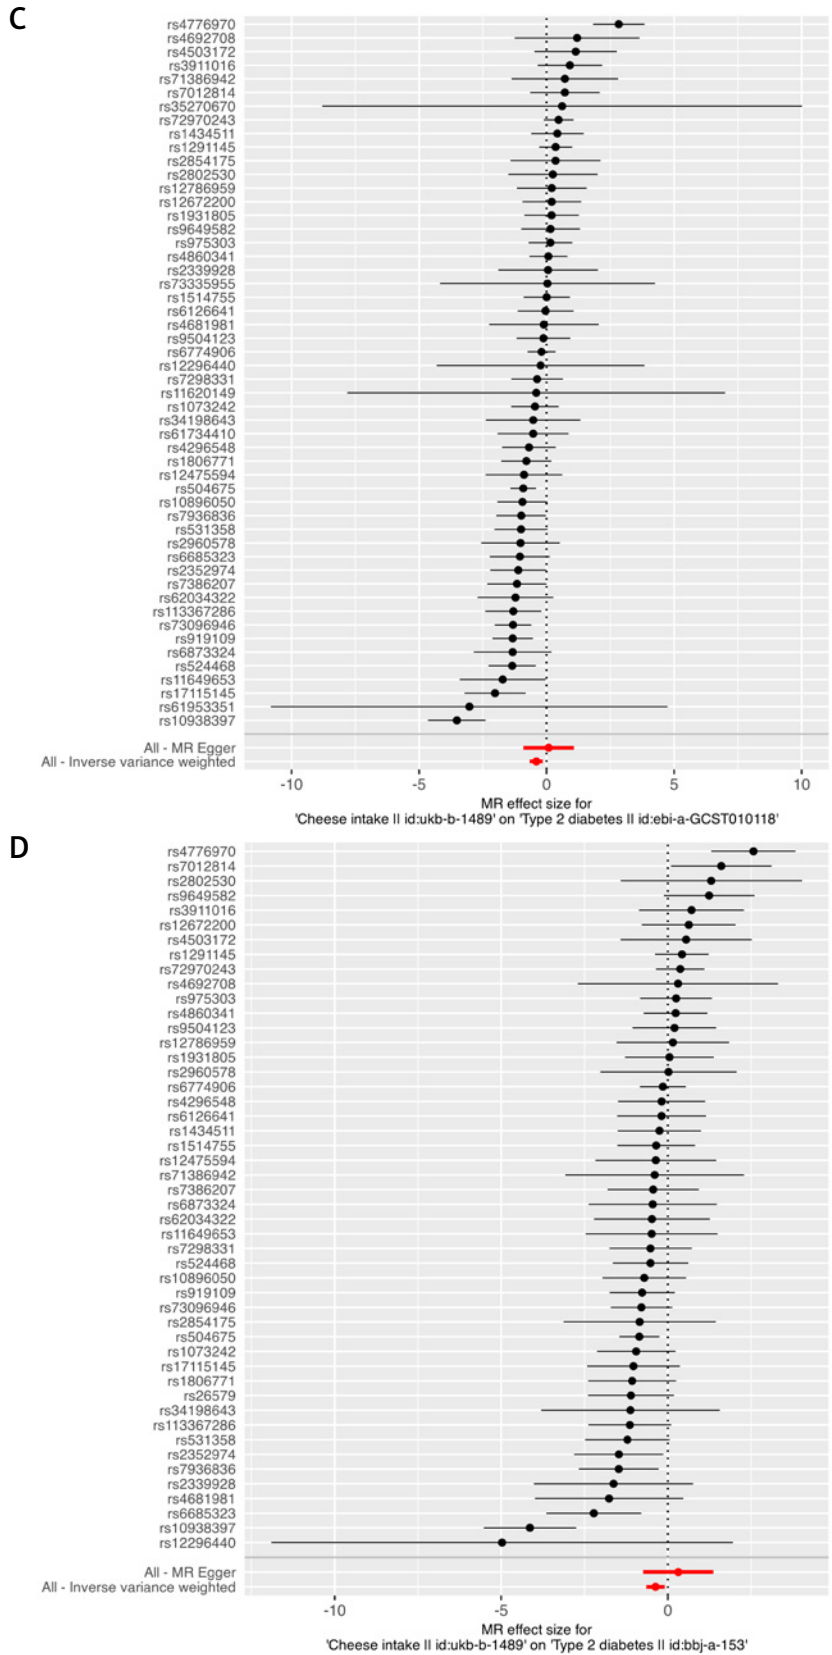 C
rs4776970
rs4692708
rs4503172
rs3911016
rs71386942
rs7012814
rs35270670
rs72970243
rs1434511
rs1291145
rs2854175
rs2802530
rs12786959
rs12672200
rs1931805
rs9649582
rs975303
rs4860341
rs2339928
rs73335955
rs1514755
rs6126641
rs4681981
rs9504123
rs6774906
rs12296440
rs7298331
rs11620149
rs1073242
rs34198643
rs61734410
rs4296548
rs1806771
rs12475594
rs504675
rs10896050
rs7936836
rs531358
rs2960578
rs6685323
rs2352974
rs7386207
rs62034322
rs113367286
rs73096946
rs919109
rs6873324
rs524468
rs11649653
rs17115145
rs61953351
rs10938397
All - MR Egger
All - Inverse variance weighted
-10 -5 0 5 10
MR effect size for
'Cheese intake II id:ukb-b-1489' on 'Type 2 diabetes II id:ebi-a-GCST010118'
D
rs4776970
rs7012814
rs2802530
rs9649582
rs3911016
rs12672200
rs4503172
rs1291145
rs72970243
rs4692708
rs975303
rs4860341
rs9504123
rs12786959
rs1931805
rs2960578
rs6774906
rs4296548
rs6126641
rs1434511
rs1514755
rs12475594
rs71386942
rs7386207
rs6873324
rs62034322
rs11649653
rs7298331
rs524468
rs10896050
rs919109
rs73096946
rs2854175
rs504675
rs1073242
rs17115145
rs1806771
rs26579
rs34198643
rs113367286
rs531358
rs2352974
rs7936836
rs2339928
rs4681981
rs6685323
rs10938397
rs12296440
All - MR Egger
All - Inverse variance weighted
-10 -5 0
MR effect size for
'Cheese intake II id:ukb-b-1489' on 'Type 2 diabetes II id:bbj-a-153'